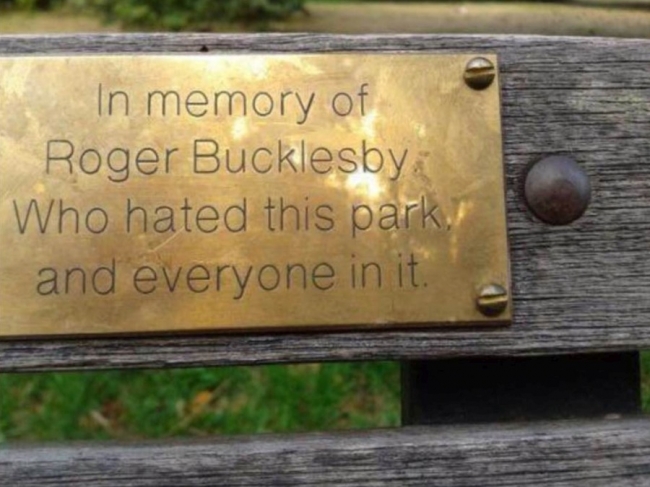 In memory of
Roger Bucklesby
Who hated this park,
and everyone in it.